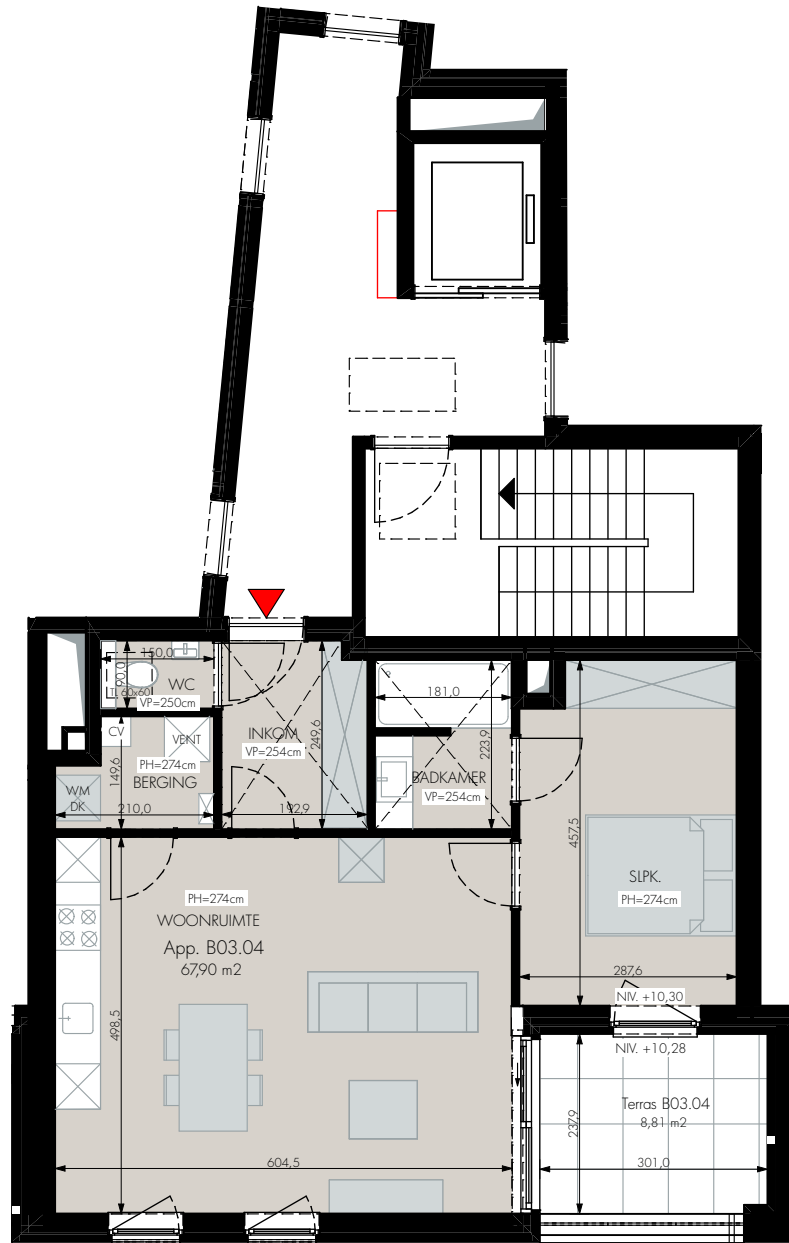 150,0
90,0
TL 60x60
WC
VP=250cm
CV
VENT
PH=274cm
BERGING
149,6
WM
DK
210,0
INKOM
VP=254cm
249,6
192,9
181,0
223,9
BADKAMER
VP=254cm
457,5
SLPK.
PH=274cm
287,6
NIV. +10,30
NIV. +10,28
PH=274cm
WOONRUIMTE
App. B03.04
67,90 m2
498,5
604,5
Terras B03.04
8,81 m2
237,9
301,0